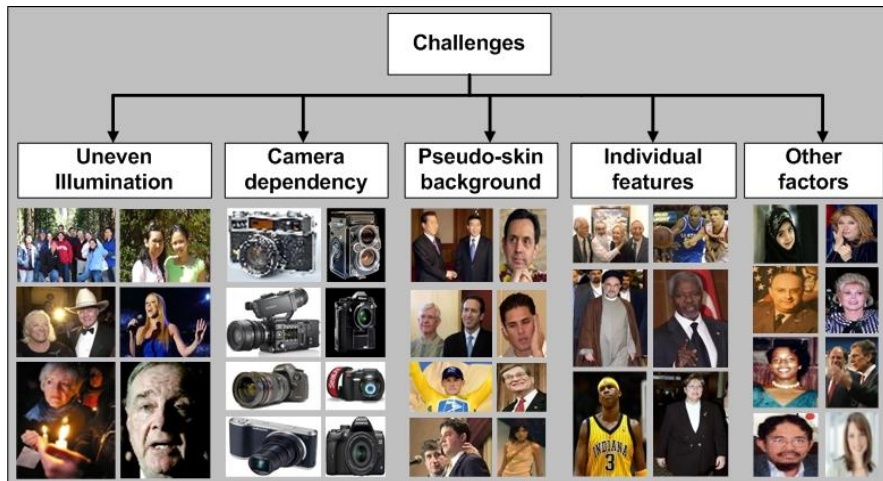 Challenges
Uneven
Illumination
Camera
dependency
Pseudo-skin
background
Individual
features
Other
factors
INDIANA
3